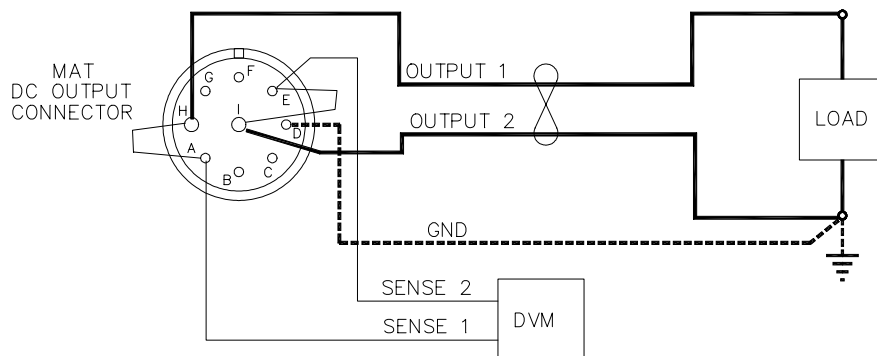 MAT
DC OUTPUT
CONNECTOR
OUTPUT 1
OUTPUT 2
LOAD
GND
SENSE 2
SENSE 1
DVM
F
G
E
H
I
D
A
B
C